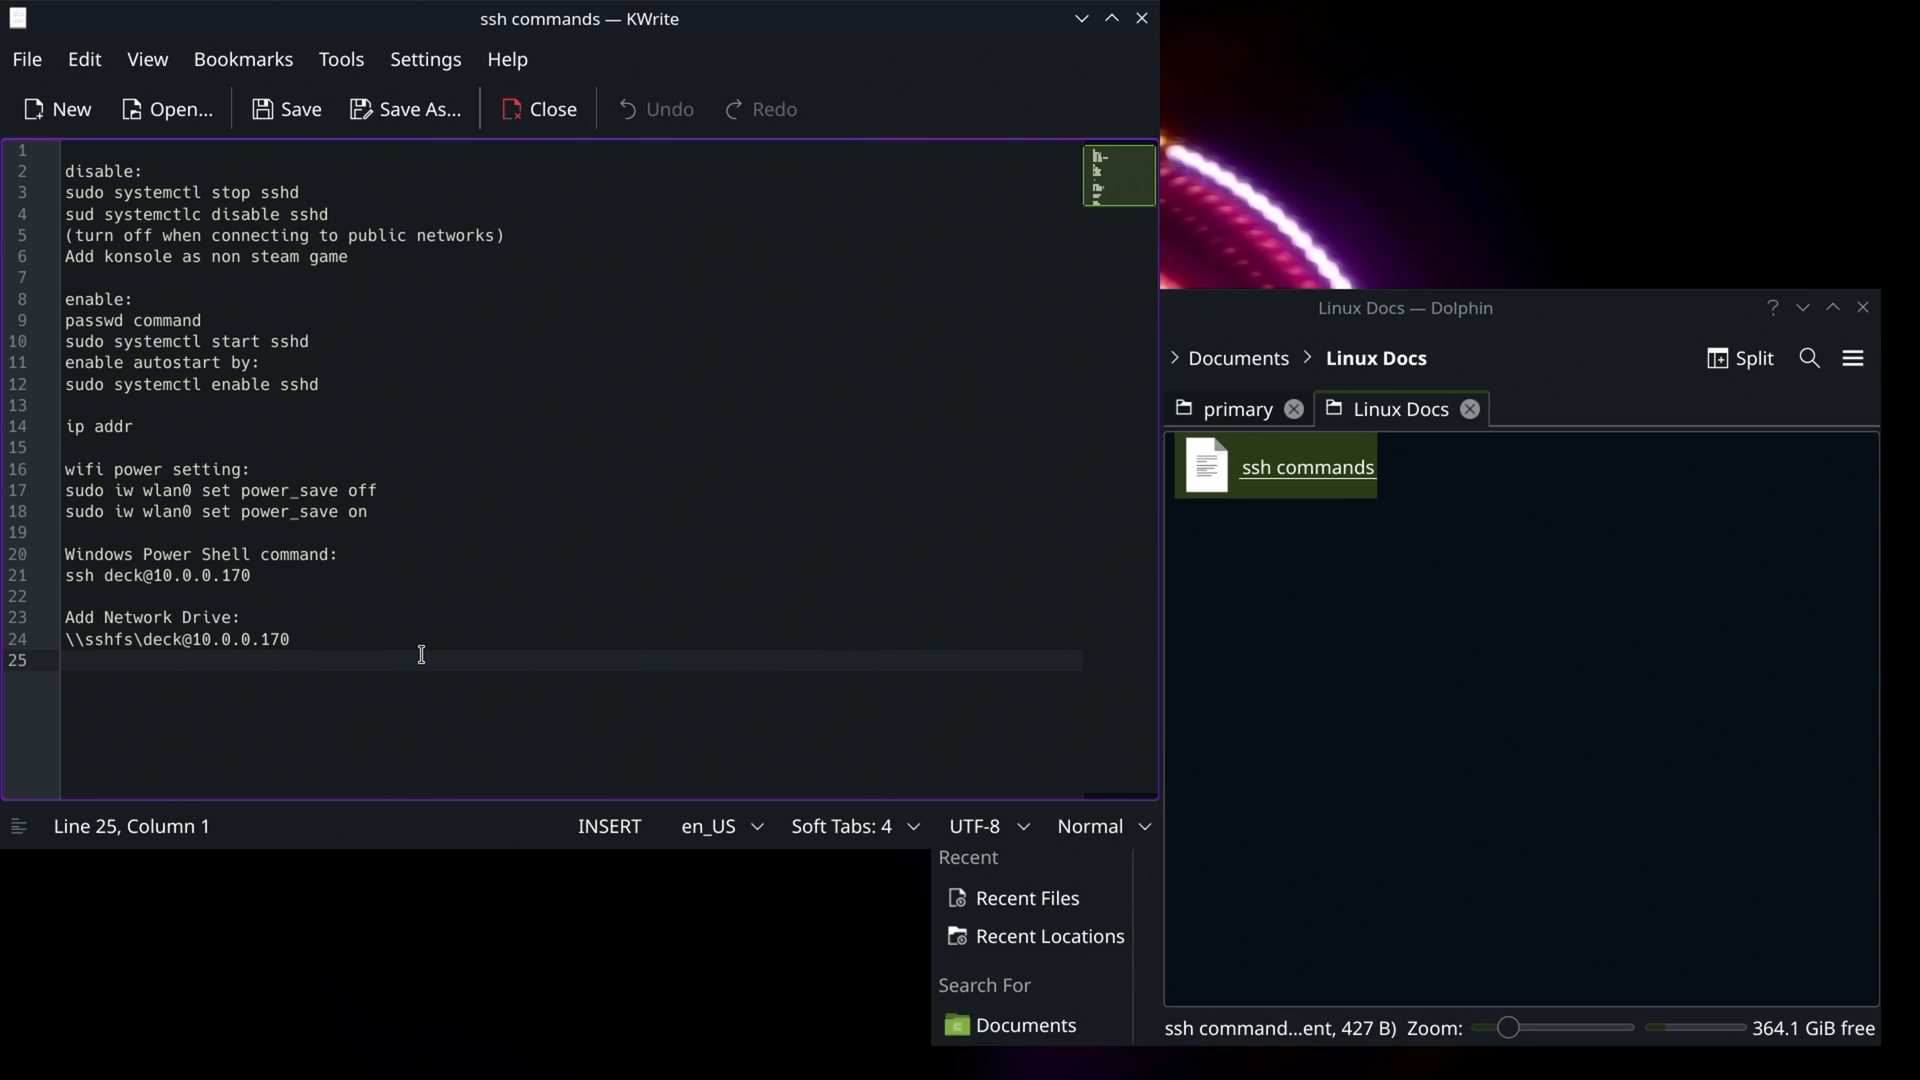 ssh commands — KWrite
File Edit View Bookmarks Tools Settings Help
New Open... Save Save As... Close Undo Redo
1
2 disable:
3 sudo systemctl stop sshd
4 sud systemctlc disable sshd
5 (turn off when connecting to public networks)
6 Add konsole as non steam game
7
8 enable:
9 passwd command
10 sudo systemctl start sshd
11 enable autostart by:
12 sudo systemctl enable sshd
13
14 ip addr
15
16 wifi power setting:
17 sudo iw wlan0 set power_save off
18 sudo iw wlan0 set power_save on
19
20 Windows Power Shell command:
21 ssh deck@10.0.0.170
22
23 Add Network Drive:
24 \\sshfs\deck@10.0.0.170
25
Line 25, Column 1 INSERT en_US Soft Tabs: 4 UTF-8 Normal
Linux Docs — Dolphin
Documents Linux Docs Split
primary Linux Docs
ssh commands
Recent
Recent Files
Recent Locations
Search For
Documents
ssh command...ent, 427 B) Zoom: 364.1 GiB free